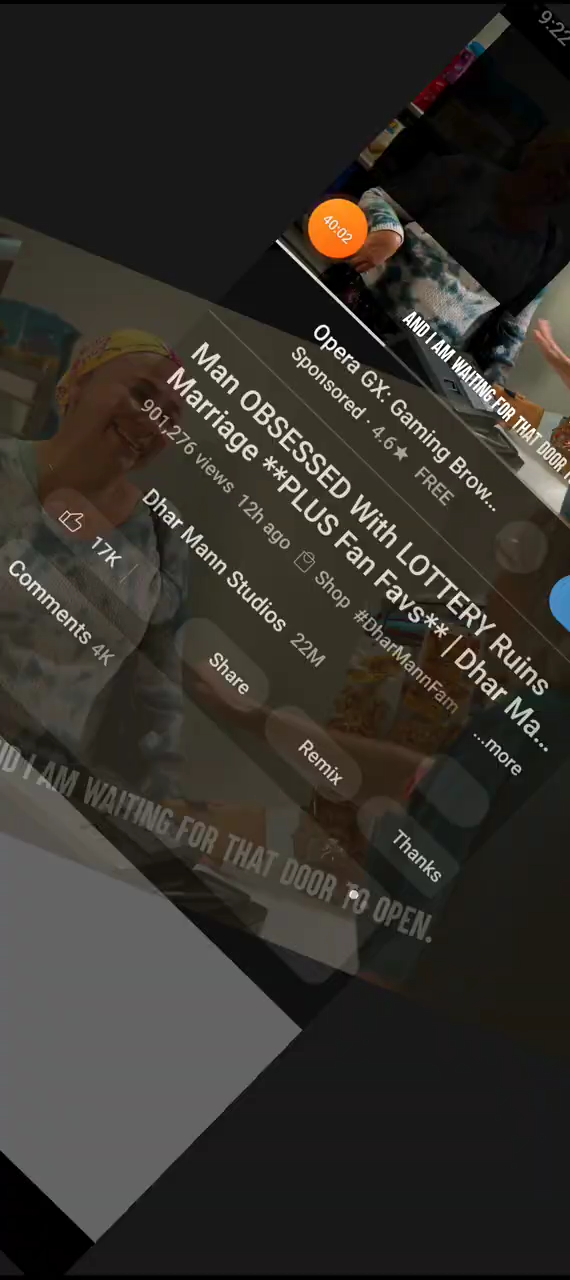 9:22
40:02
AND I AM WAITING FOR THAT DOOR
Opera GX: Gaming Brow...
Sponsored · 4.6★ FREE
Man OBSESSED With LOTTERY Ruins
Marriage **PLUS Fan Favs** | Dhar Ma...
901,276 views 12h ago Shop #DharMannFam ...more
Dhar Mann Studios 22M
17K
Share
Remix
Thanks
Comments 4K
I AM WAITING FOR THAT DOOR TO OPEN.